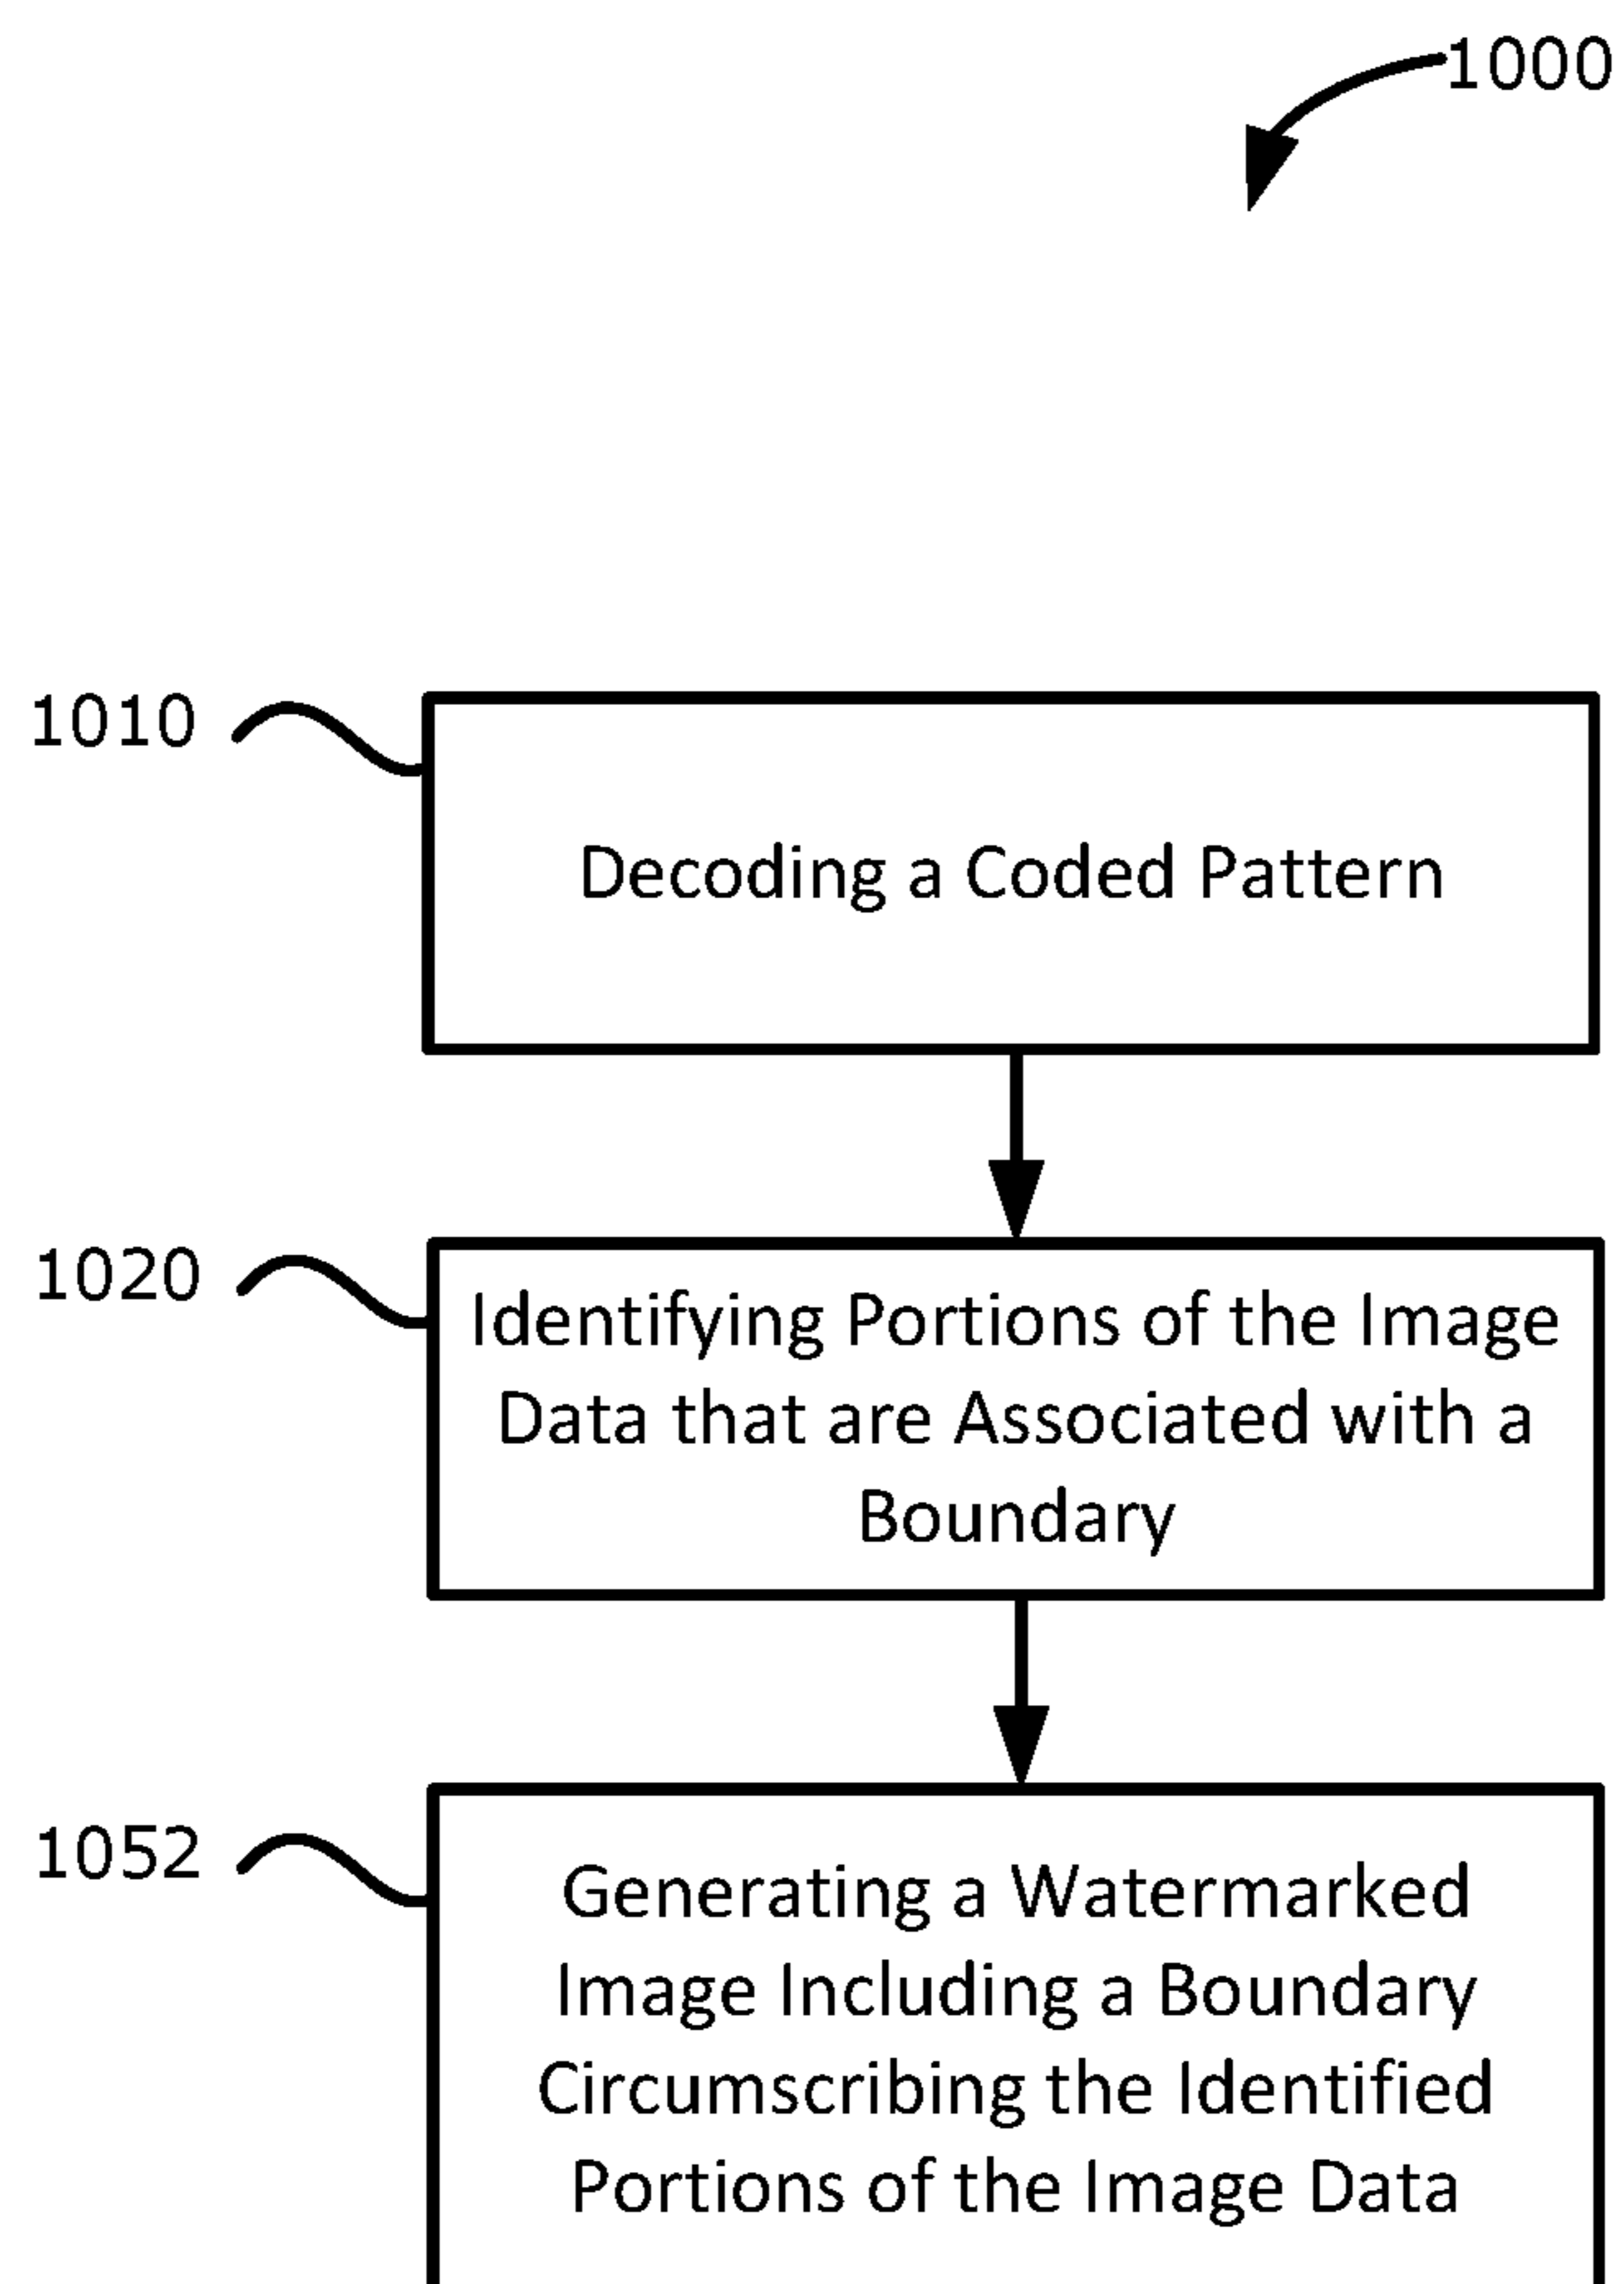 1000
1010
Decoding a Coded Pattern
1020
Identifying Portions of the Image
Data that are Associated with a
Boundary
1052
Generating a Watermarked
Image Including a Boundary
Circumscribing the Identified
Portions of the Image Data